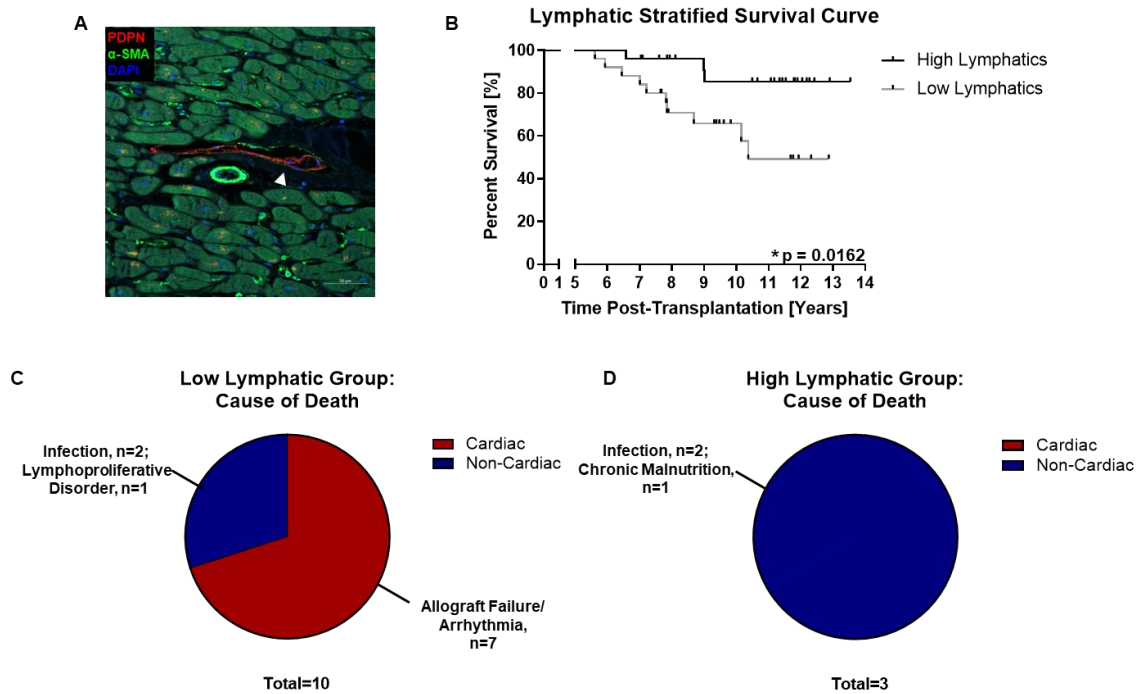 A
PDPN
α-SMA
DAPI
B
Lymphatic Stratified Survival Curve
Percent Survival [%]
100
80
60
40
20
0
High Lymphatics
Low Lymphatics
* p = 0.0162
0 1 5 6 7 8 9 10 11 12 13 14
Time Post-Transplantation [Years]
C
Low Lymphatic Group:
Cause of Death
Infection, n=2;
Lymphoproliferative
Disorder, n=1
Cardiac
Non-Cardiac
Allograft Failure/
Arrhythmia,
n=7
Total=10
D
High Lymphatic Group:
Cause of Death
Infection, n=2;
Chronic Malnutrition,
n=1
Cardiac
Non-Cardiac
Total=3